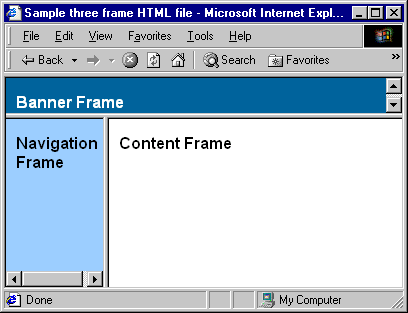 Sample three frame HTML file - Microsoft Internet Expl...
File Edit View Favorites Tools Help
Back Search Favorites »
Banner Frame
Navigation
Frame
Content Frame
Done My Computer